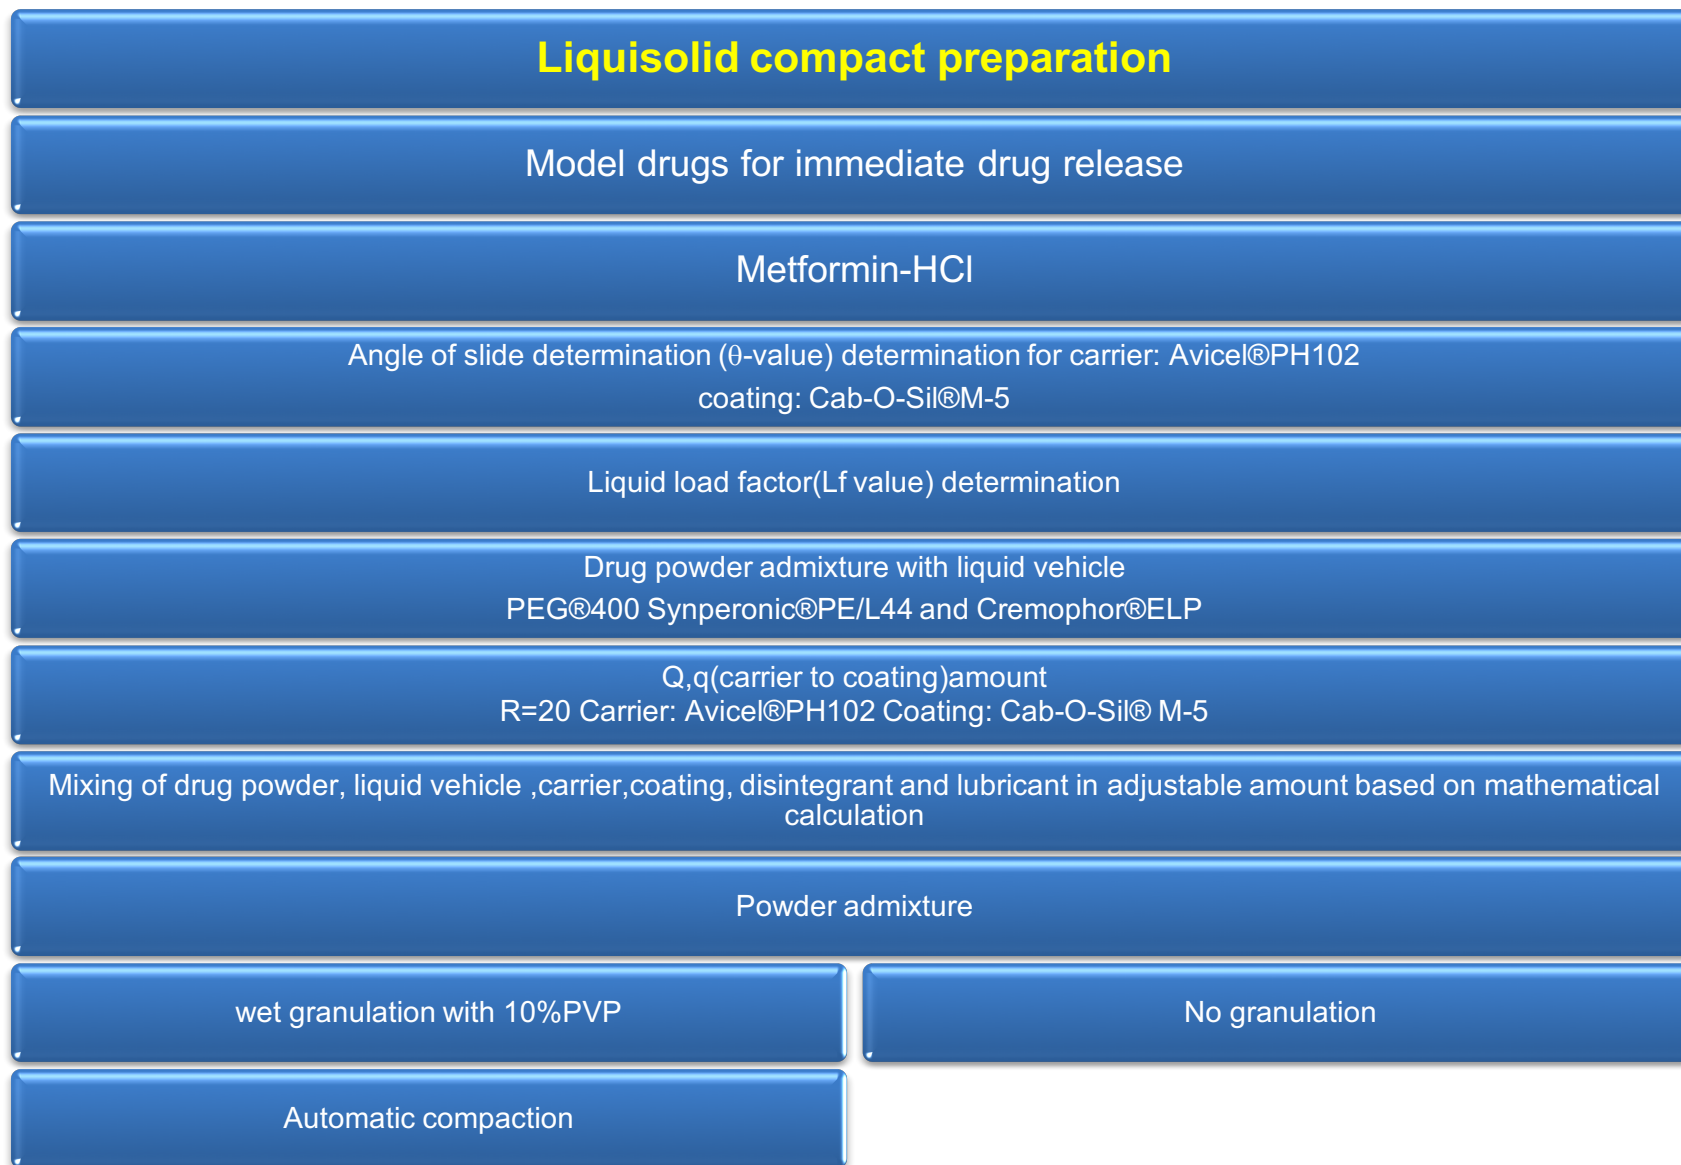 Liquisolid compact preparation
Model drugs for immediate drug release
Metformin-HCl
Angle of slide determination (θ-value) determination for carrier: Avicel®PH102
coating: Cab-O-Sil®M-5
Liquid load factor(Lf value) determination
Drug powder admixture with liquid vehicle
PEG®400 Synperonic®PE/L44 and Cremophor®ELP
Q,q(carrier to coating)amount
R=20 Carrier: Avicel®PH102 Coating: Cab-O-Sil® M-5
Mixing of drug powder, liquid vehicle ,carrier,coating, disintegrant and lubricant in adjustable amount based on mathematical
calculation
Powder admixture
wet granulation with 10%PVP
No granulation
Automatic compaction